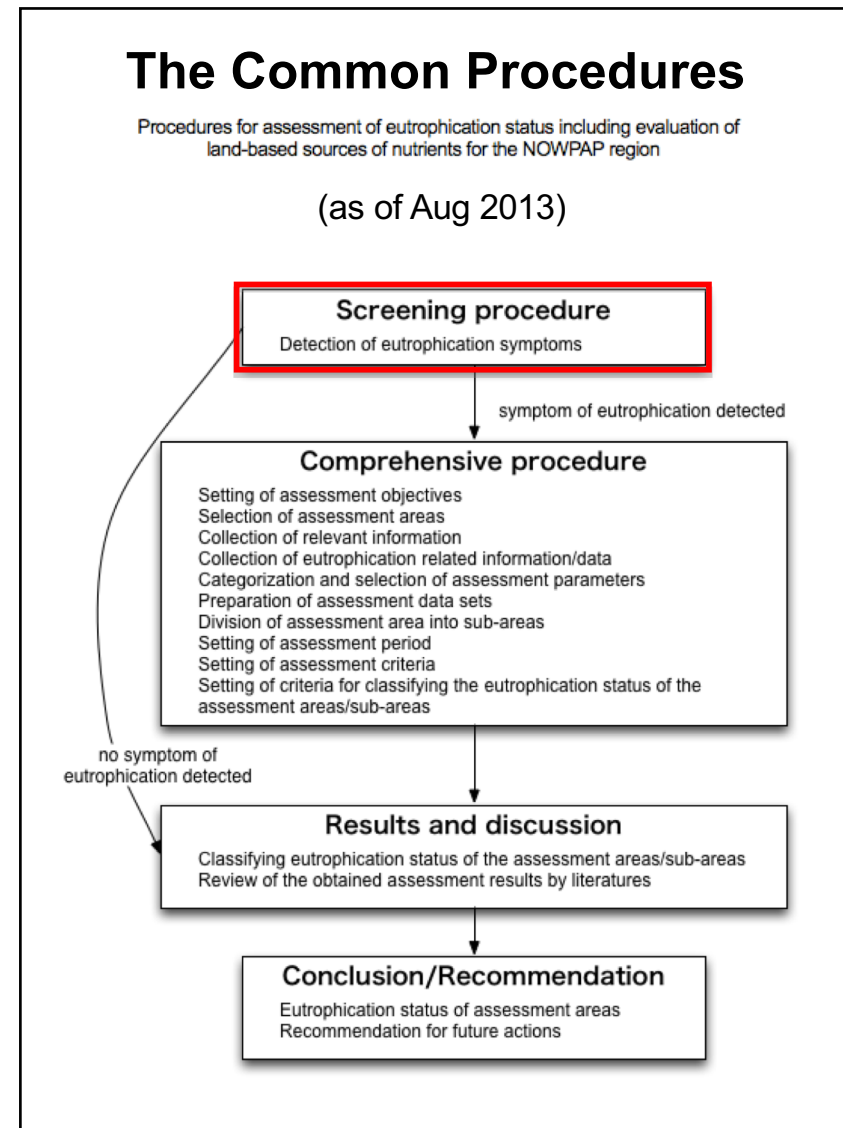 The Common Procedures
Procedures for assessment of eutrophication status including evaluation of
land-based sources of nutrients for the NOWPAP region
(as of Aug 2013)
Screening procedure
Detection of eutrophication symptoms
symptom of eutrophication detected
Comprehensive procedure
Setting of assessment objectives
Selection of assessment areas
Collection of relevant information
Collection of eutrophication related information/data
Categorization and selection of assessment parameters
Preparation of assessment data sets
Division of assessment area into sub-areas
Setting of assessment period
Setting of assessment criteria
Setting of criteria for classifying the eutrophication status of the
assessment areas/sub-areas
no symptom of
eutrophication detected
Results and discussion
Classifying eutrophication status of the assessment areas/sub-areas
Review of the obtained assessment results by literatures
Conclusion/Recommendation
Eutrophication status of assessment areas
Recommendation for future actions